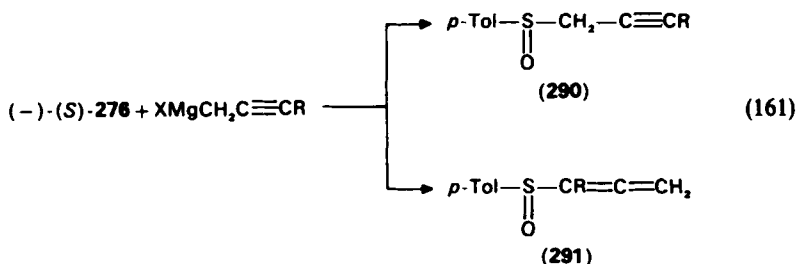 p-Tol—S—CH₂—C≡CR
O
(290)
(−)-(S)-276 + XMgCH₂C≡CR
(161)
p-Tol—S—CR=C=CH₂
O
(291)